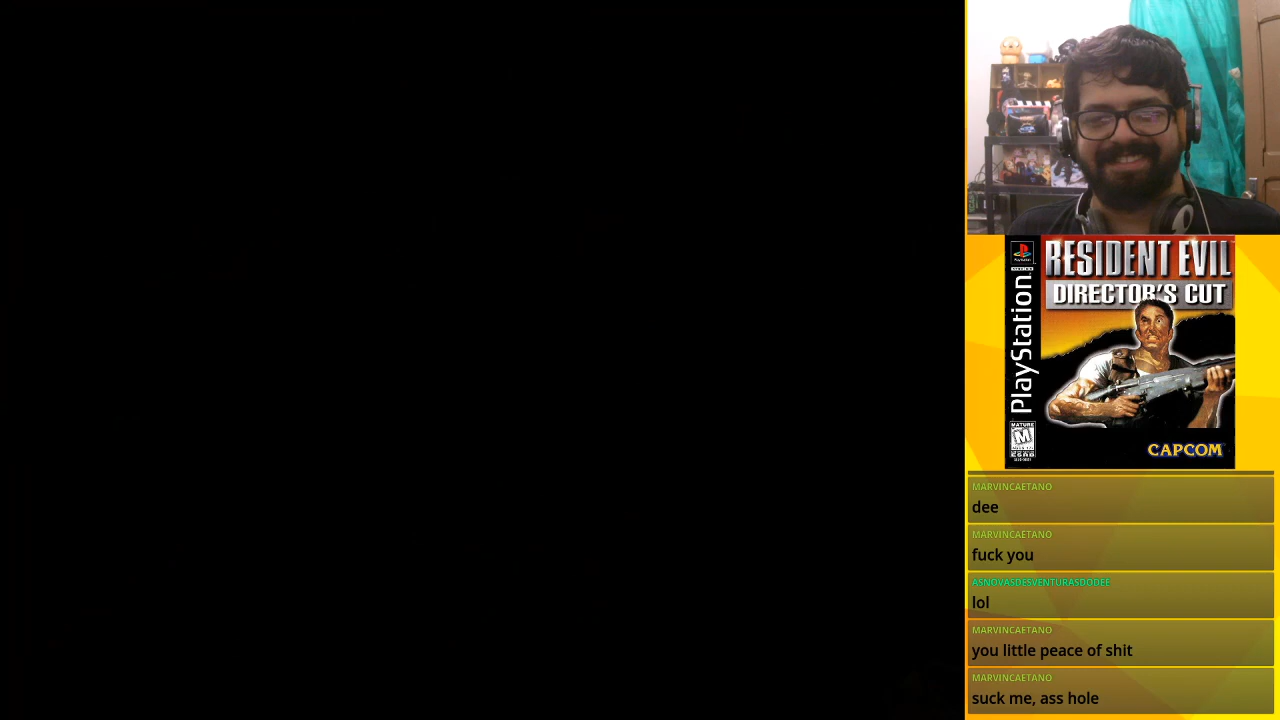 RESIDENT EVIL
DIRECTOR'S CUT
PlayStation
MATURE
M
ESRB
CAPCOM
MARVINCAETANO
dee
MARVINCAETANO
fuck you
ASNOVASDESVENTURASDODEE
lol
MARVINCAETANO
you little peace of shit
MARVINCAETANO
suck me, ass hole